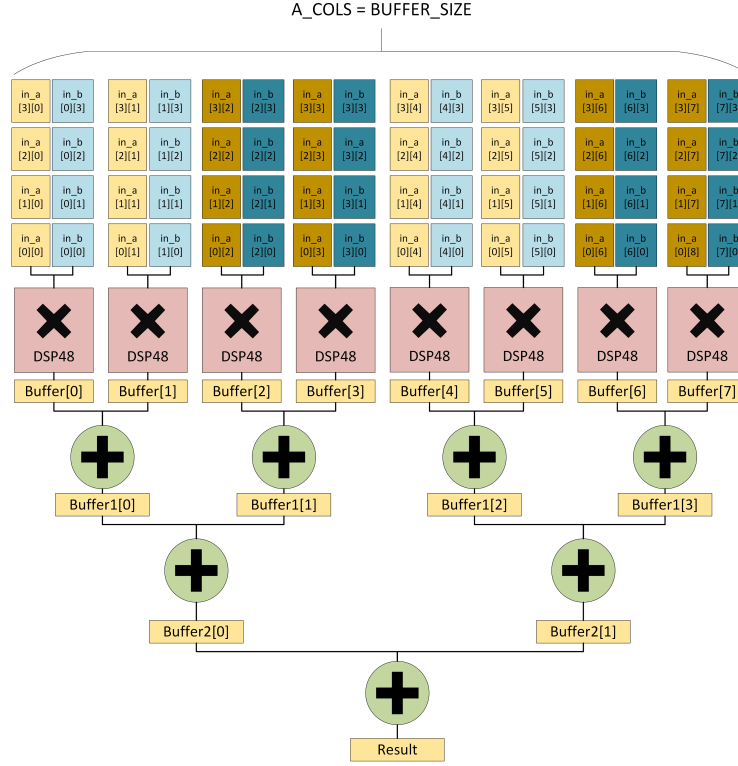 A_COLS = BUFFER_SIZE
in_a in_b in_a in_b in_a in_b in_a in_b in_a in_b in_a in_b in_a in_b in_a in_b
[3][0] [0][3] [3][1] [1][3] [3][2] [2][3] [3][3] [3][3] [3][4] [4][3] [3][5] [5][3] [3][6] [6][3] [3][7] [7][3
in_a in_b in_a in_b in_a in_b in_a in_b in_a in_b in_a in_b in_a in_b in_a in_b
[2][0] [0][2] [2][1] [1][2] [2][2] [2][2] [2][3] [3][2] [2][4] [4][2] [2][5] [5][2] [2][6] [6][2] [2][7] [7][2
in_a in_b in_a in_b in_a in_b in_a in_b in_a in_b in_a in_b in_a in_b in_a in_b
[1][0] [0][1] [1][1] [1][1] [1][2] [2][1] [1][3] [3][1] [1][4] [4][1] [1][5] [5][1] [1][6] [6][1] [1][7] [7][1
in_a in_b in_a in_b in_a in_b in_a in_b in_a in_b in_a in_b in_a in_b in_a in_b
[0][0] [0][0] [0][1] [1][0] [0][2] [2][0] [0][3] [3][0] [0][4] [4][0] [0][5] [5][0] [0][6] [6][0] [0][8] [7][0
DSP48 DSP48 DSP48 DSP48 DSP48 DSP48 DSP48 DSP48
Buffer[0] Buffer[1] Buffer[2] Buffer[3] Buffer[4] Buffer[5] Buffer[6] Buffer[7]
Buffer1[0] Buffer1[1] Buffer1[2] Buffer1[3]
Buffer2[0] Buffer2[1]
Result